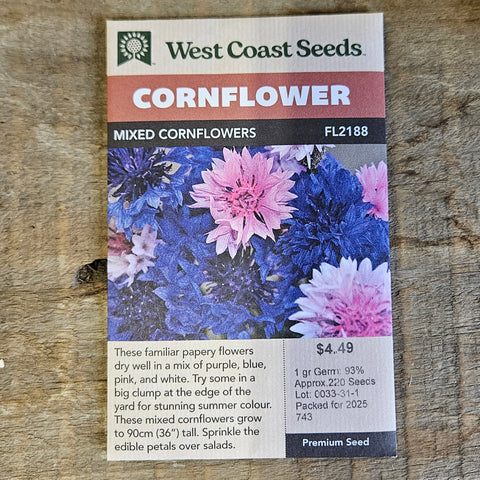 West Coast Seeds™
CORNFLOWER
MIXED CORNFLOWERS FL2188
These familiar papery flowers
dry well in a mix of purple, blue,
pink, and white. Try some in a
big clump at the edge of the
yard for stunning summer colour.
These mixed cornflowers grow
to 90cm (36”) tall. Sprinkle the
edible petals over salads.
$4.49
1 gr Germ: 93%
Approx.220 Seeds
Lot: 0033-31-1
Packed for 2025
743
Premium Seed